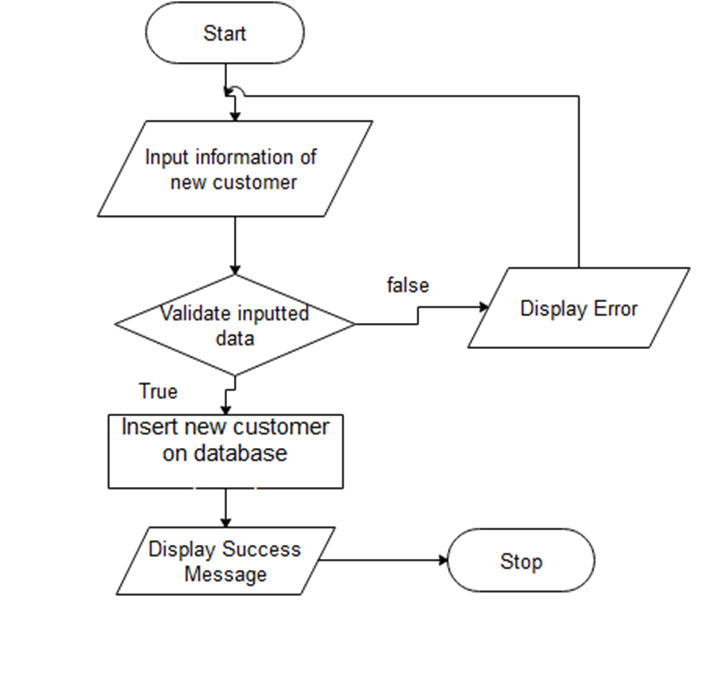 Start
Input information of
new customer
Validate inputted
data
false
Display Error
True
Insert new customer
on database
Display Success
Message
Stop